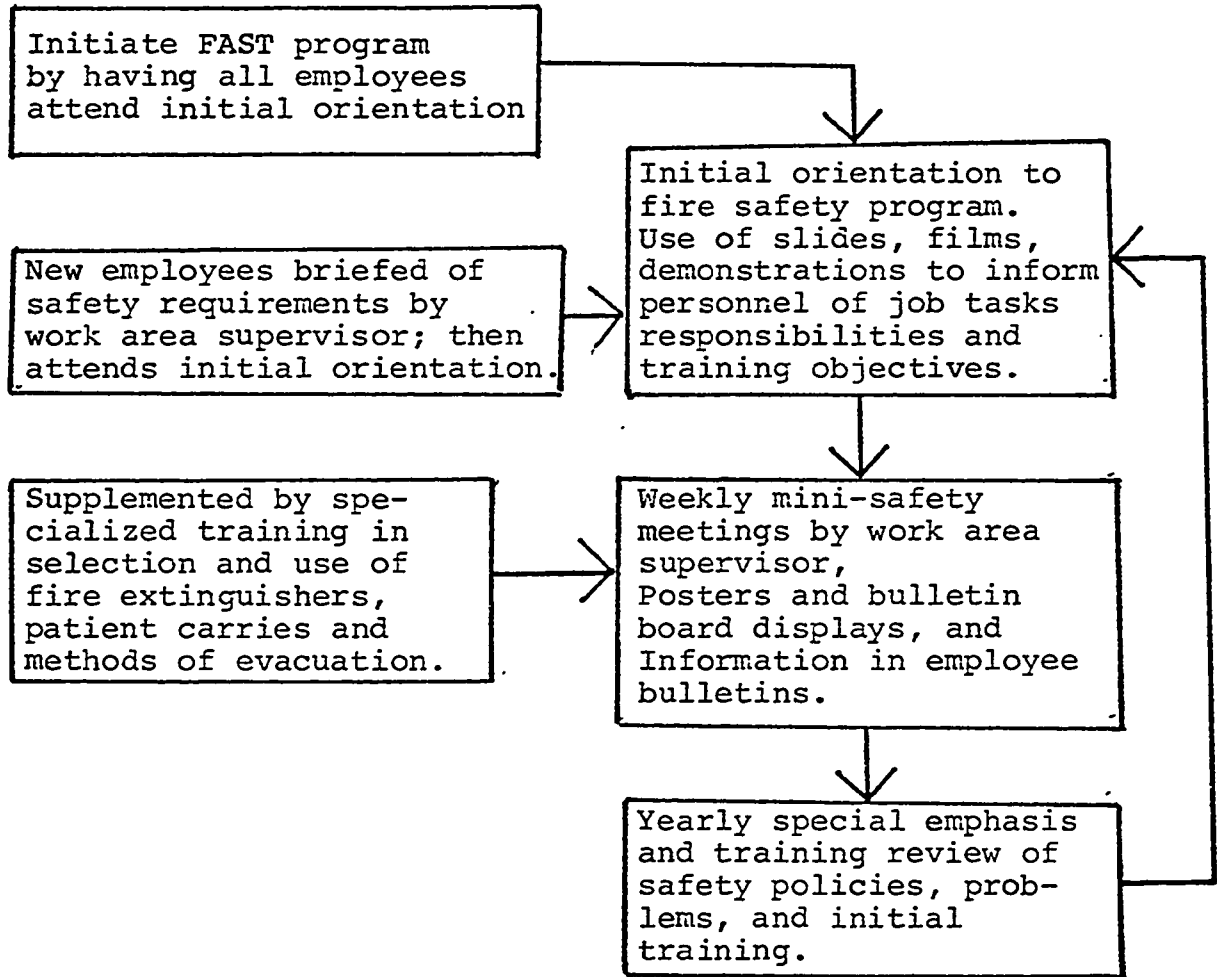 Initiate FAST program
by having all employees
attend initial orientation
Initial orientation to
fire safety program.
Use of slides, films,
demonstrations to inform
personnel of job tasks
responsibilities and
training objectives.
New employees briefed of
safety requirements by
work area supervisor; then
attends initial orientation.
Supplemented by spe-
cialized training in
selection and use of
fire extinguishers,
patient carries and
methods of evacuation.
Weekly mini-safety
meetings by work area
supervisor,
Posters and bulletin
board displays, and
Information in employee
bulletins.
Yearly special emphasis
and training review of
safety policies, prob-
lems, and initial
training.